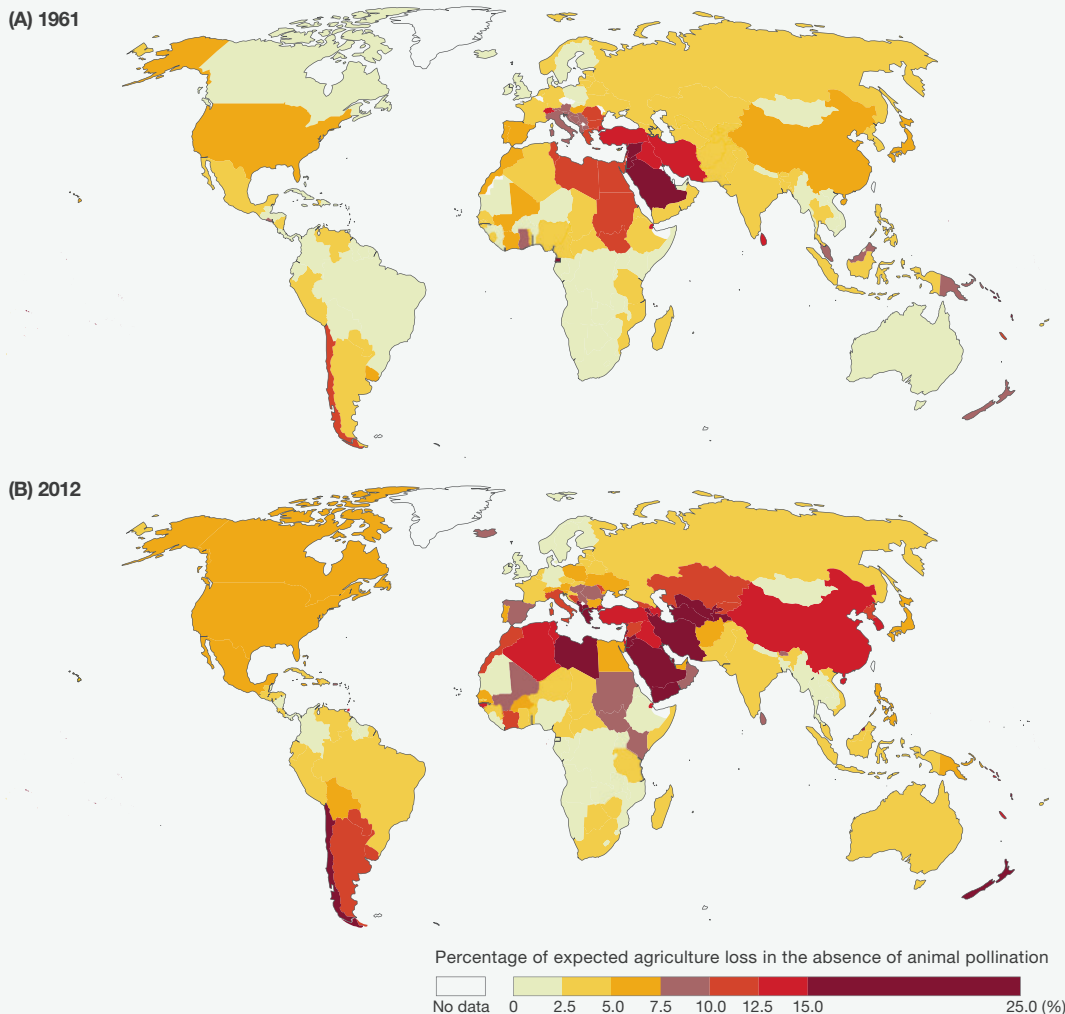 (A) 1961
(B) 2012
Percentage of expected agriculture loss in the absence of animal pollination
No data 0 2.5 5.0 7.5 10.0 12.5 15.0 25.0 (%)